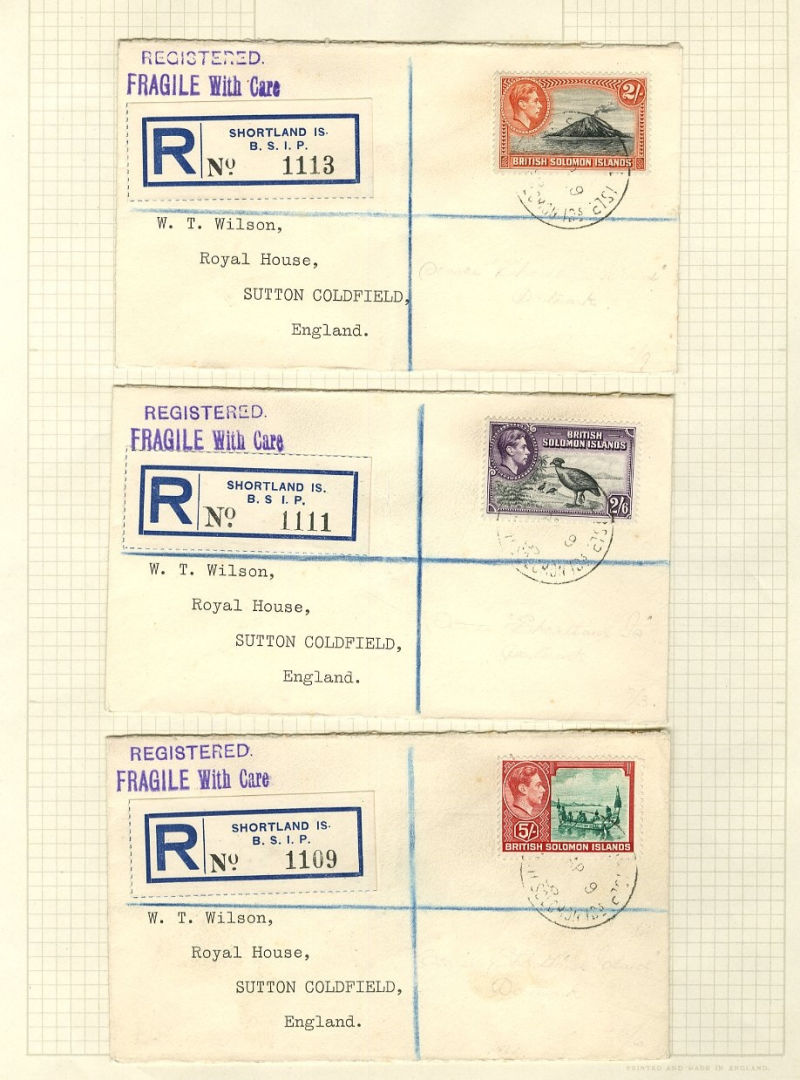 REGISTERED.
FRAGILE With Care
R
SHORTLAND IS.
B. S. I. P.
No 1113
2/-
BRITISH SOLOMON ISLANDS
W. T. Wilson,
Royal House,
SUTTON COLDFIELD,
England.
REGISTERED.
FRAGILE With Care
R
SHORTLAND IS.
B. S I. P.
No 1111
BRITISH
SOLOMON ISLANDS
2/6
W. T. Wilson,
Royal House,
SUTTON COLDFIELD,
England.
REGISTERED.
FRAGILE With Care
R
SHORTLAND IS.
B. S. I. P.
No 1109
5/-
BRITISH SOLOMON ISLANDS
W. T. Wilson,
Royal House,
SUTTON COLDFIELD,
England.
PRINTED AND MADE IN ENGLAND.